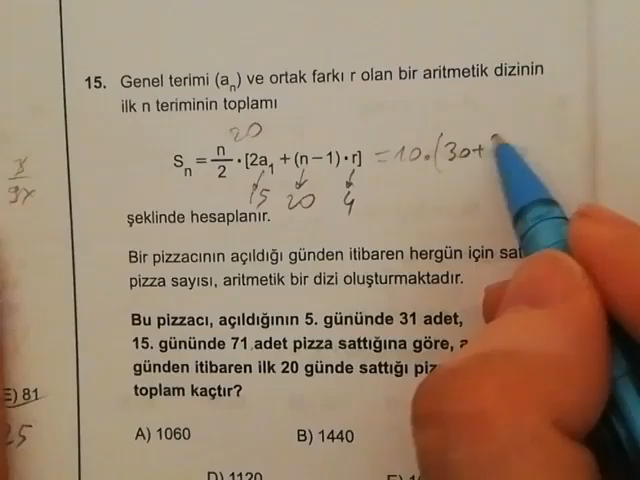 15. Genel terimi (aₙ) ve ortak farkı r olan bir aritmetik dizinin
ilk n teriminin toplamı
20
Sₙ = n/2 · [2a₁ + (n – 1) · r] = 10.(30+
15 20 4
şeklinde hesaplanır.
Bir pizzacının açıldığı günden itibaren hergün için
pizza sayısı, aritmetik bir dizi oluşturmaktadır.
Bu pizzacı, açıldığının 5. gününde 31 adet,
15. gününde 71 adet pizza sattığına göre,
günden itibaren ilk 20 günde sattığı
toplam kaçtır?
A) 1060 B) 1440
D) 1120
E) 81